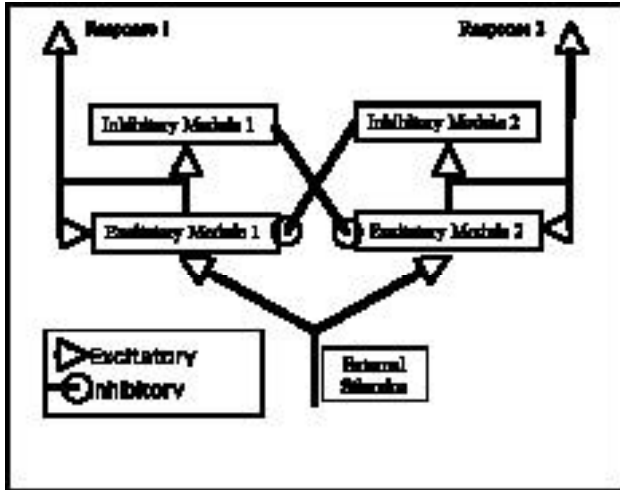 Response 1
Response 2
Inhibitory Module 1
Inhibitory Module 2
Excitatory Module 1
Excitatory Module 2
Excitatory
Inhibitory
External
Stimulus